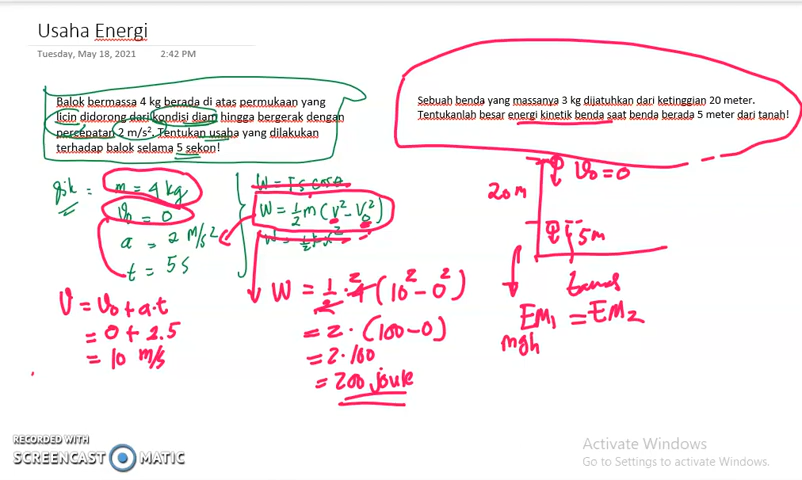 Usaha Energi
Tuesday, May 18, 2021 2:42 PM
Balok bermassa 4 kg berada di atas permukaan yang
licin didorong dari kondisi diam hingga bergerak dengan
percepatan 2 m/s². Tentukan usaha yang dilakukan
terhadap balok selama 5 sekon!
Sebuah benda yang massanya 3 kg dijatuhkan dari ketinggian 20 meter.
Tentukanlah besar energi kinetik benda saat benda berada 5 meter dari tanah!
dik = m = 4 kg
v₀ = 0
a = 2 m/s²
t = 5 s
W = F s cos α
W = ½ m (v² - v₀²)
v = v₀ + a.t
= 0 + 2.5
= 10 m/s
W = ½ . 4 (10² - 0²)
2
= 2 . (100 - 0)
= 2 . 100
= 200 joule
v₀ = 0
20 m
5m
tanah
EM₁ = EM₂
mgh
RECORDED WITH
SCREENCAST MATIC
Activate Windows
Go to Settings to activate Windows.